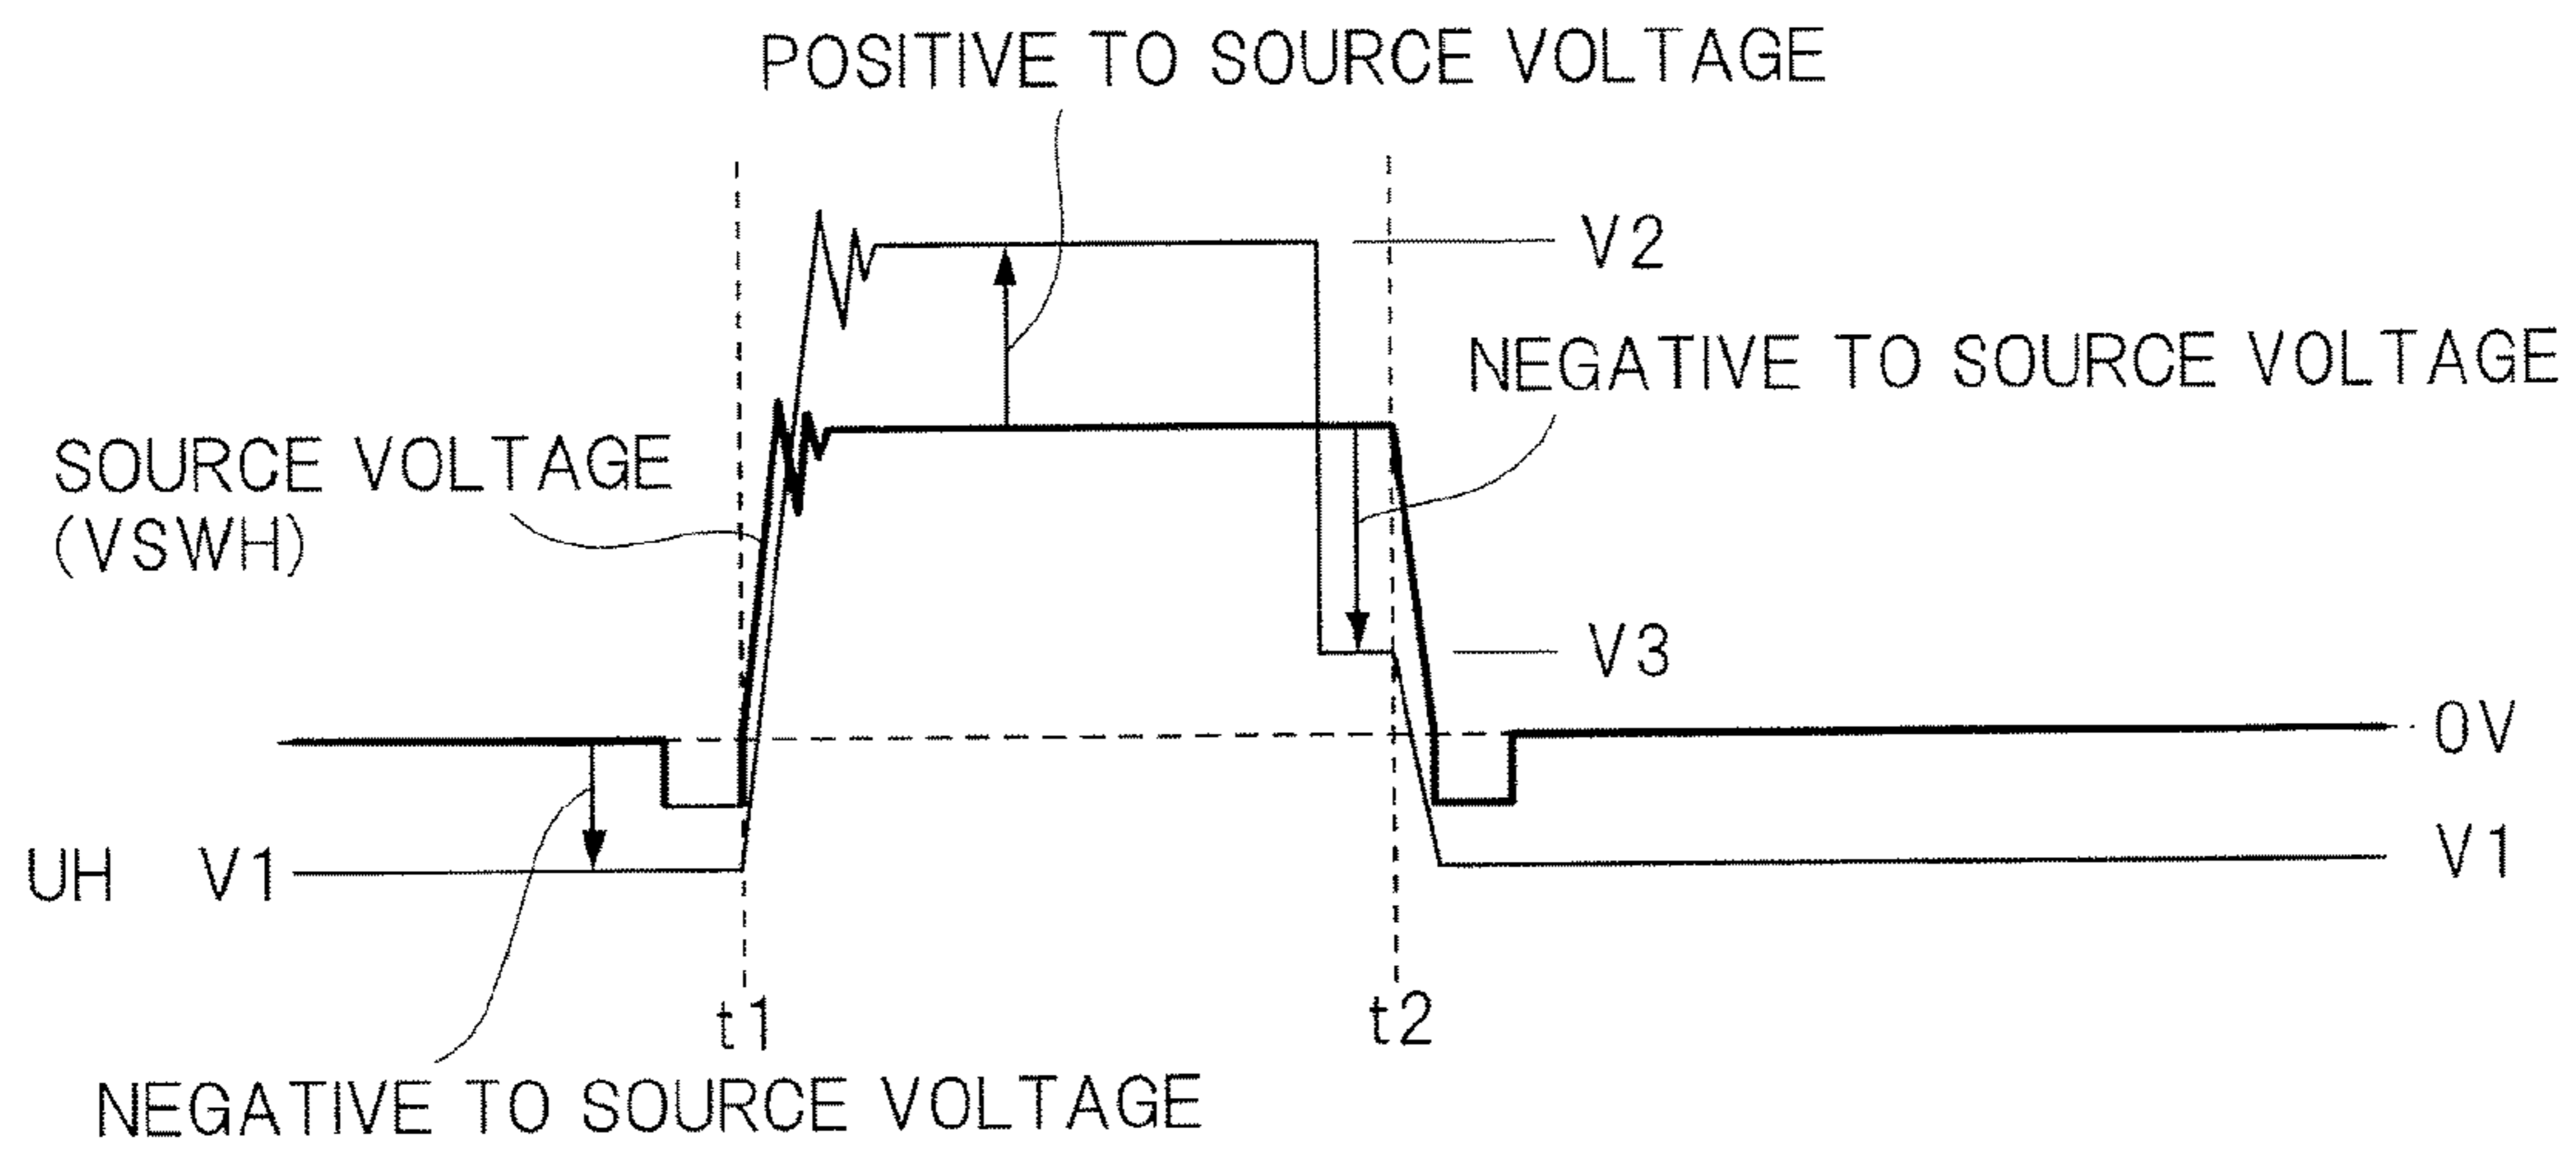 POSITIVE TO SOURCE VOLTAGE
V2
NEGATIVE TO SOURCE VOLTAGE
SOURCE VOLTAGE
(VSWH)
V3
0V
UH V1
V1
t1
t2
NEGATIVE TO SOURCE VOLTAGE